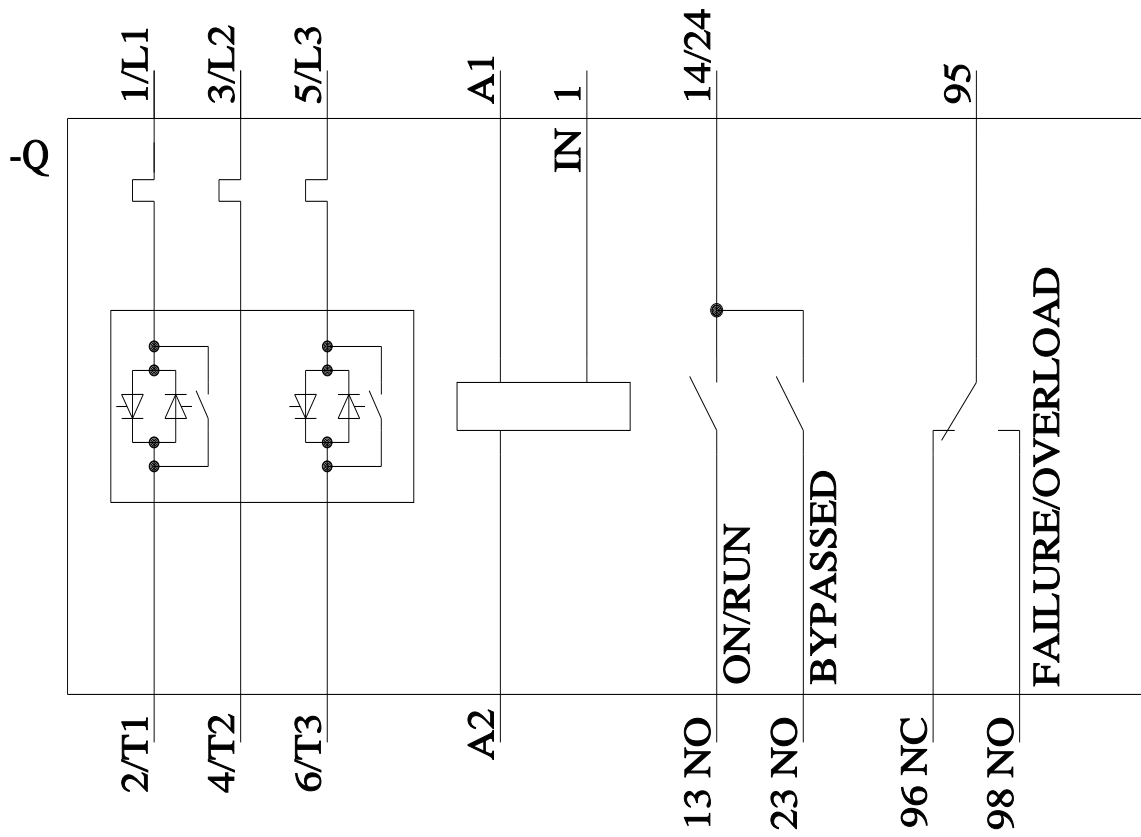 -Q
1/L1
3/L2
5/L3
A1
IN 1
14/24
95
ON/RUN
BYPASSED
FAILURE/OVERLOAD
2/T1
4/T2
6/T3
A2
13 NO
23 NO
96 NC
98 NO